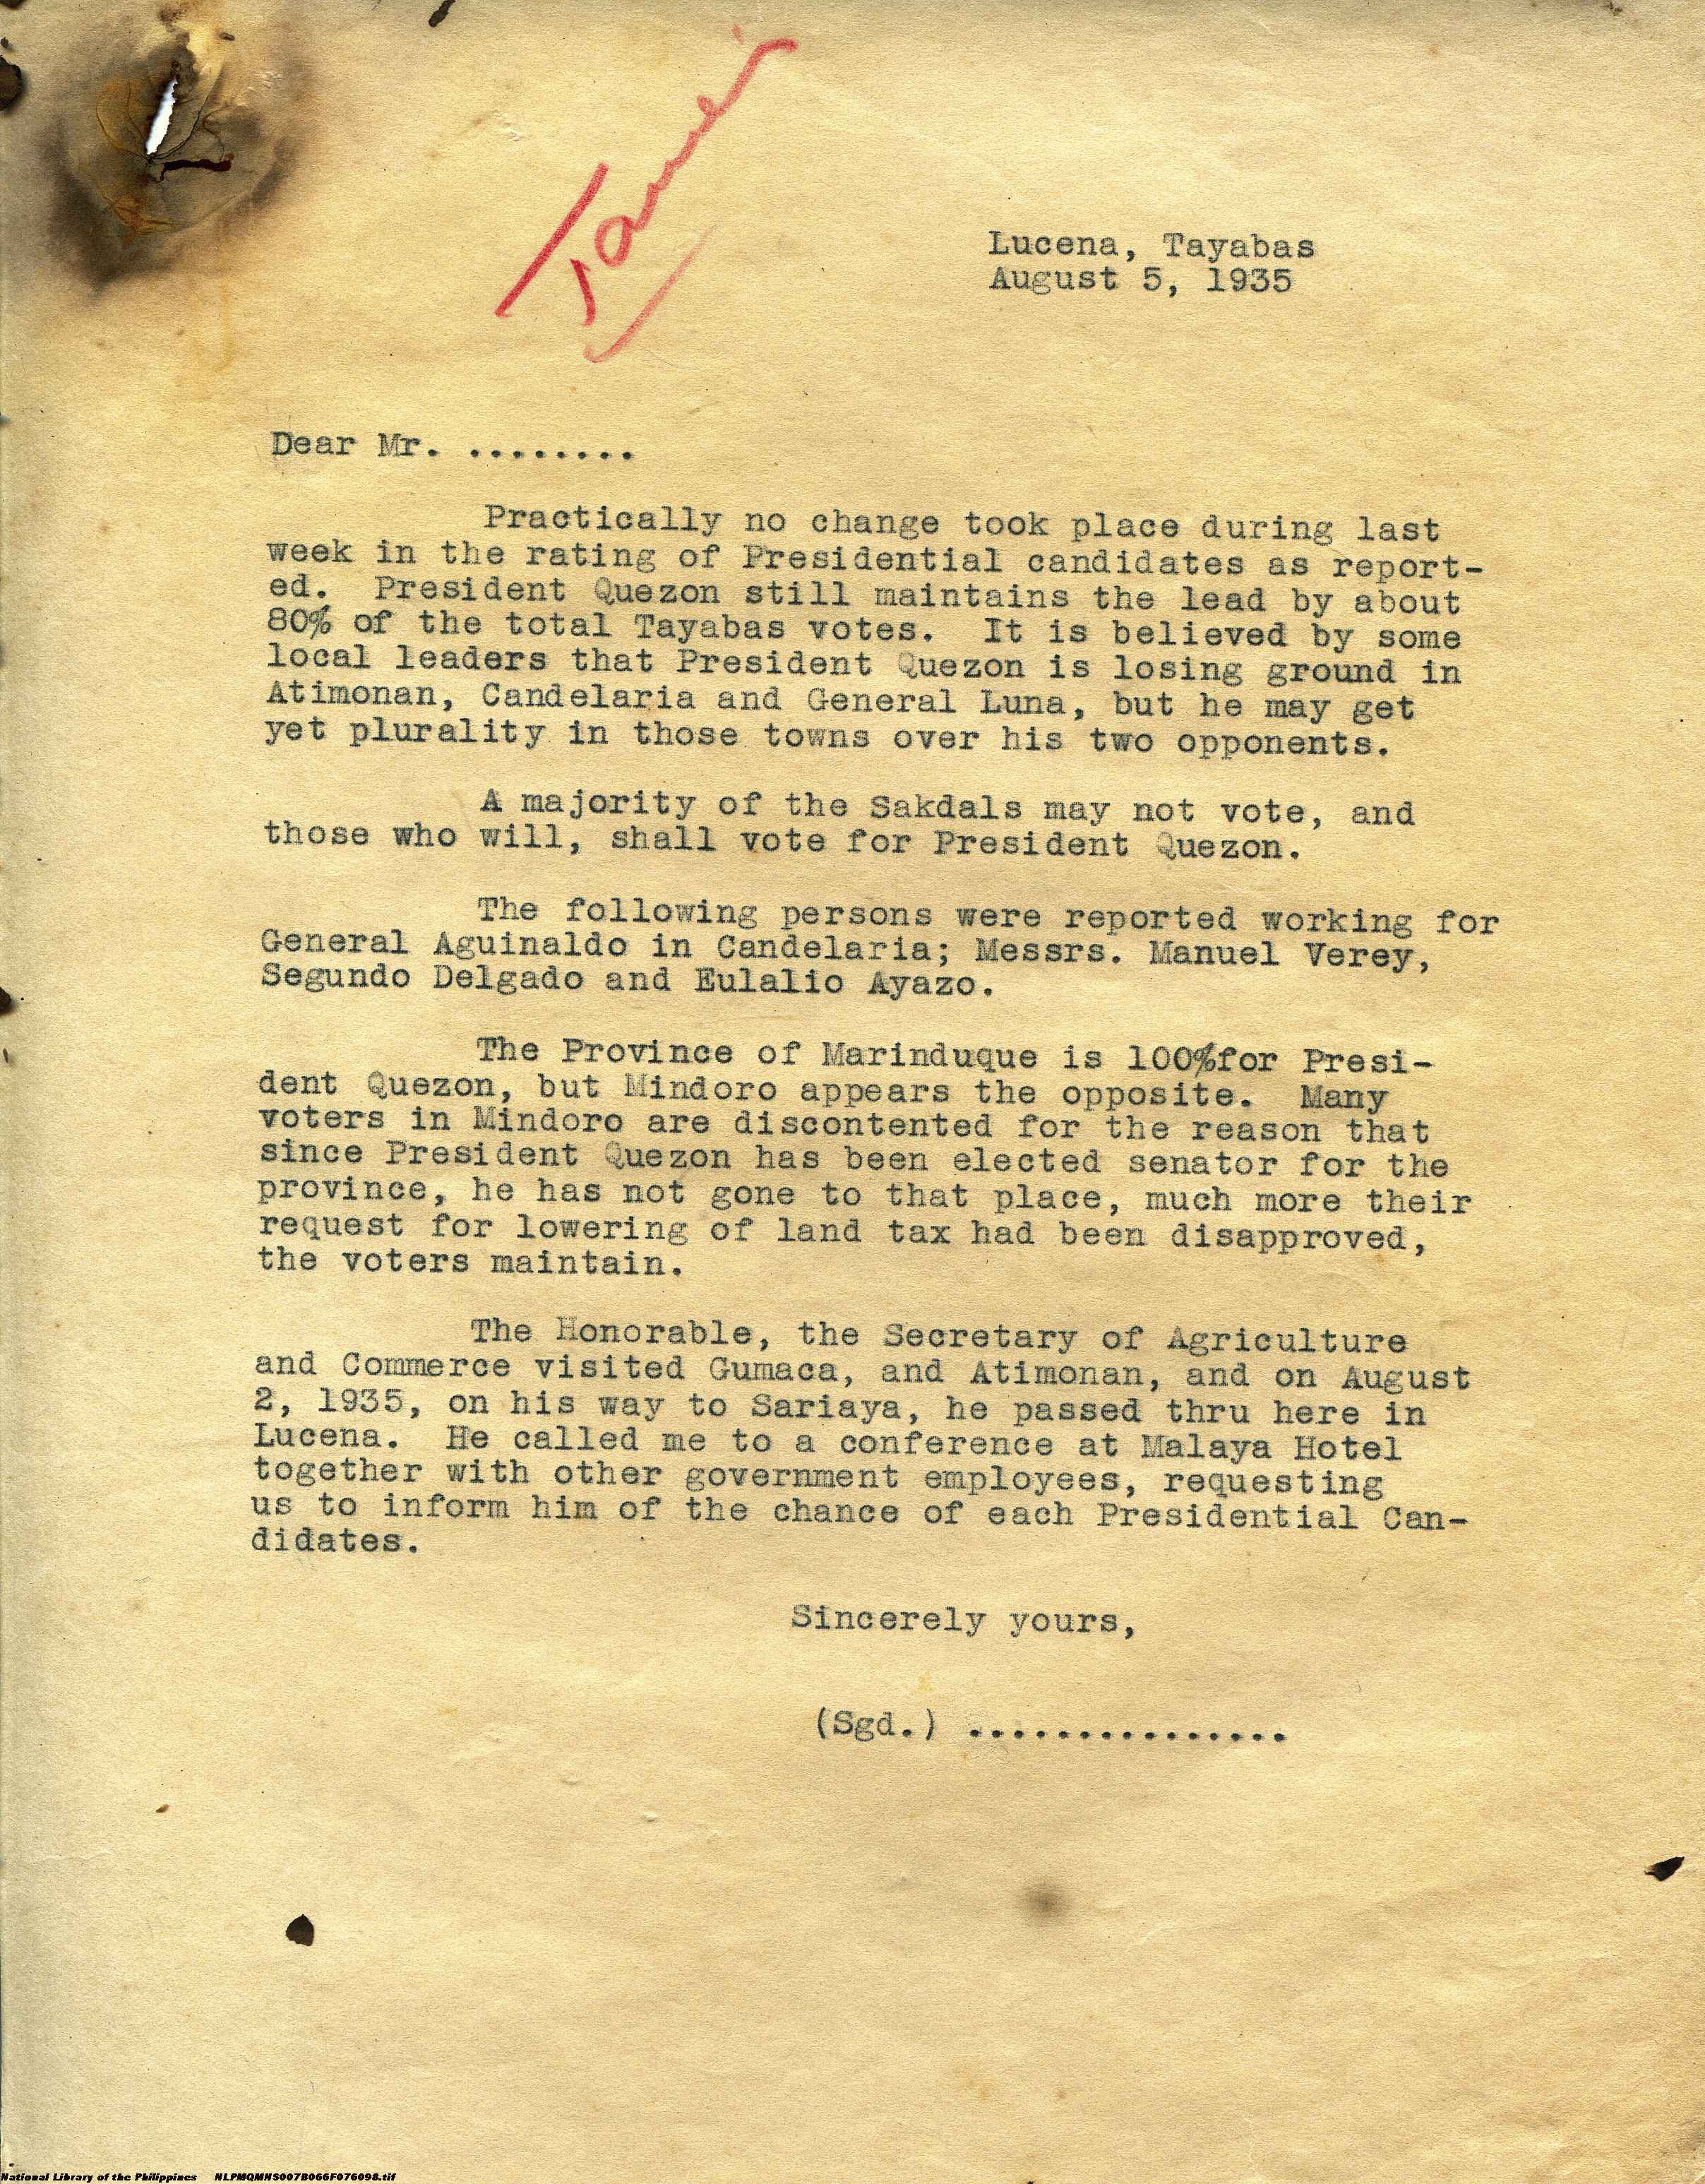 Lucena, Tayabas
August 5, 1935
Dear Mr. ........
Practically no change took place during last
week in the rating of Presidential candidates as report-
ed. President Quezon still maintains the lead by about
80% of the total Tayabas votes. It is believed by some
local leaders that President Quezon is losing ground in
Atimonan, Candelaria and General Luna, but he may get
yet plurality in those towns over his two opponents.
A majority of the Sakdals may not vote, and
those who will, shall vote for President Quezon.
The following persons were reported working for
General Aguinaldo in Candelaria; Messrs. Manuel Verey,
Segundo Delgado and Eulalio Ayazo.
The Province of Marinduque is 100%for Presi-
dent Quezon, but Mindoro appears the opposite. Many
voters in Mindoro are discontented for the reason that
since President Quezon has been elected senator for the
province, he has not gone to that place, much more their
request for lowering of land tax had been disapproved,
the voters maintain.
The Honorable, the Secretary of Agriculture
and Commerce visited Gumaca, and Atimonan, and on August
2, 1935, on his way to Sariaya, he passed thru here in
Lucena. He called me to a conference at Malaya Hotel
together with other government employees, requesting
us to inform him of the chance of each Presidential Can-
didates.
Sincerely yours,
(Sgd.) ...............
National Library of the Philippines NLPMQMNS007B066F076098.tif